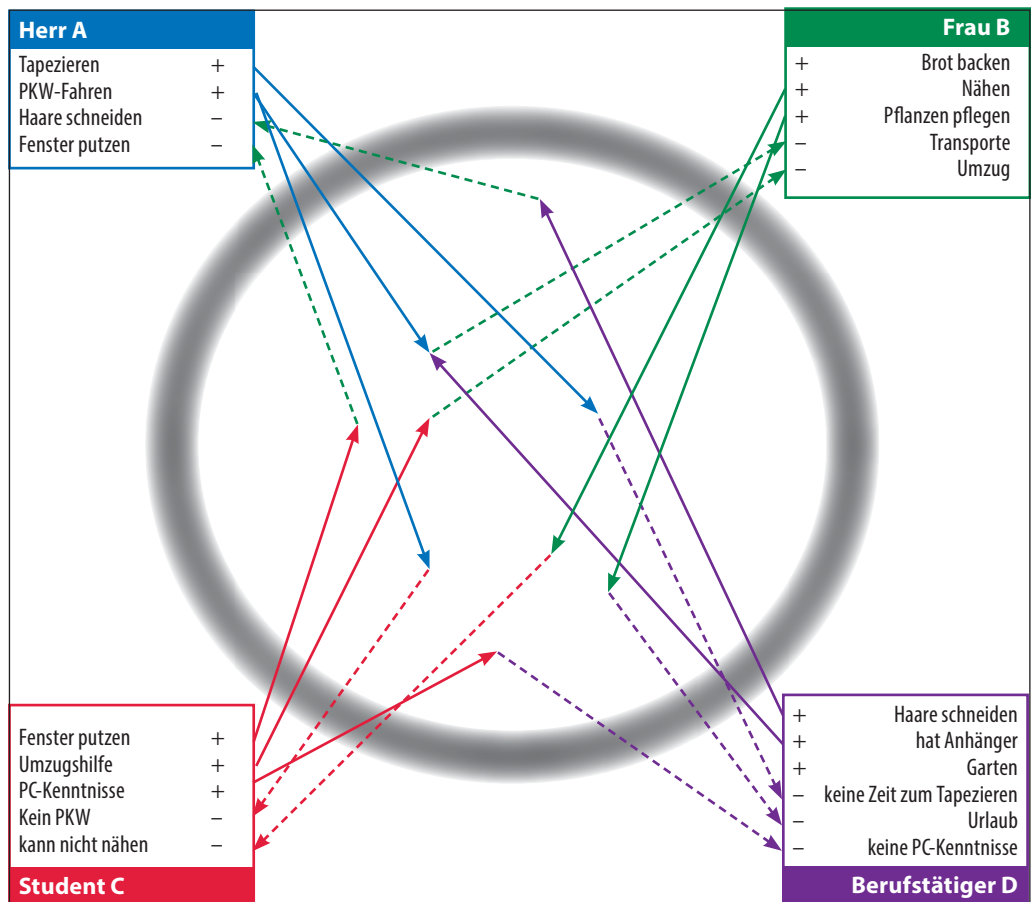 Herr A
Tapezieren +
PKW-Fahren +
Haare schneiden –
Fenster putzen –
Frau B
+ Brot backen
+ Nähen
+ Pflanzen pflegen
– Transporte
– Umzug
Fenster putzen +
Umzugshilfe +
PC-Kenntnisse +
Kein PKW –
kann nicht nähen –
Student C
+ Haare schneiden
+ hat Anhänger
+ Garten
– keine Zeit zum Tapezieren
– Urlaub
– keine PC-Kenntnisse
Berufstätiger D